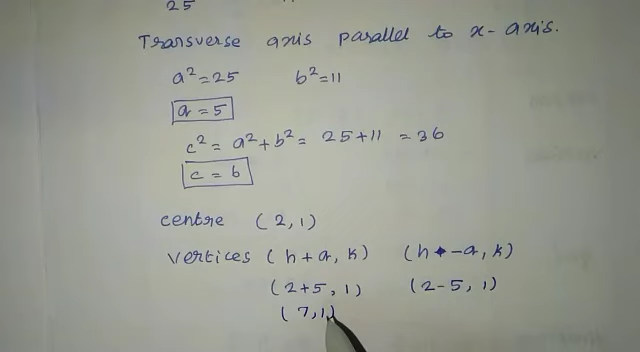 25
Transverse axis parallel to x-axis.
a² = 25 b² = 11
a = 5
c² = a² + b² = 25 + 11 = 36
c = 6
centre (2, 1)
vertices (h + a, k) (h - a, k)
(2 + 5, 1) (2 - 5, 1)
(7, 1)